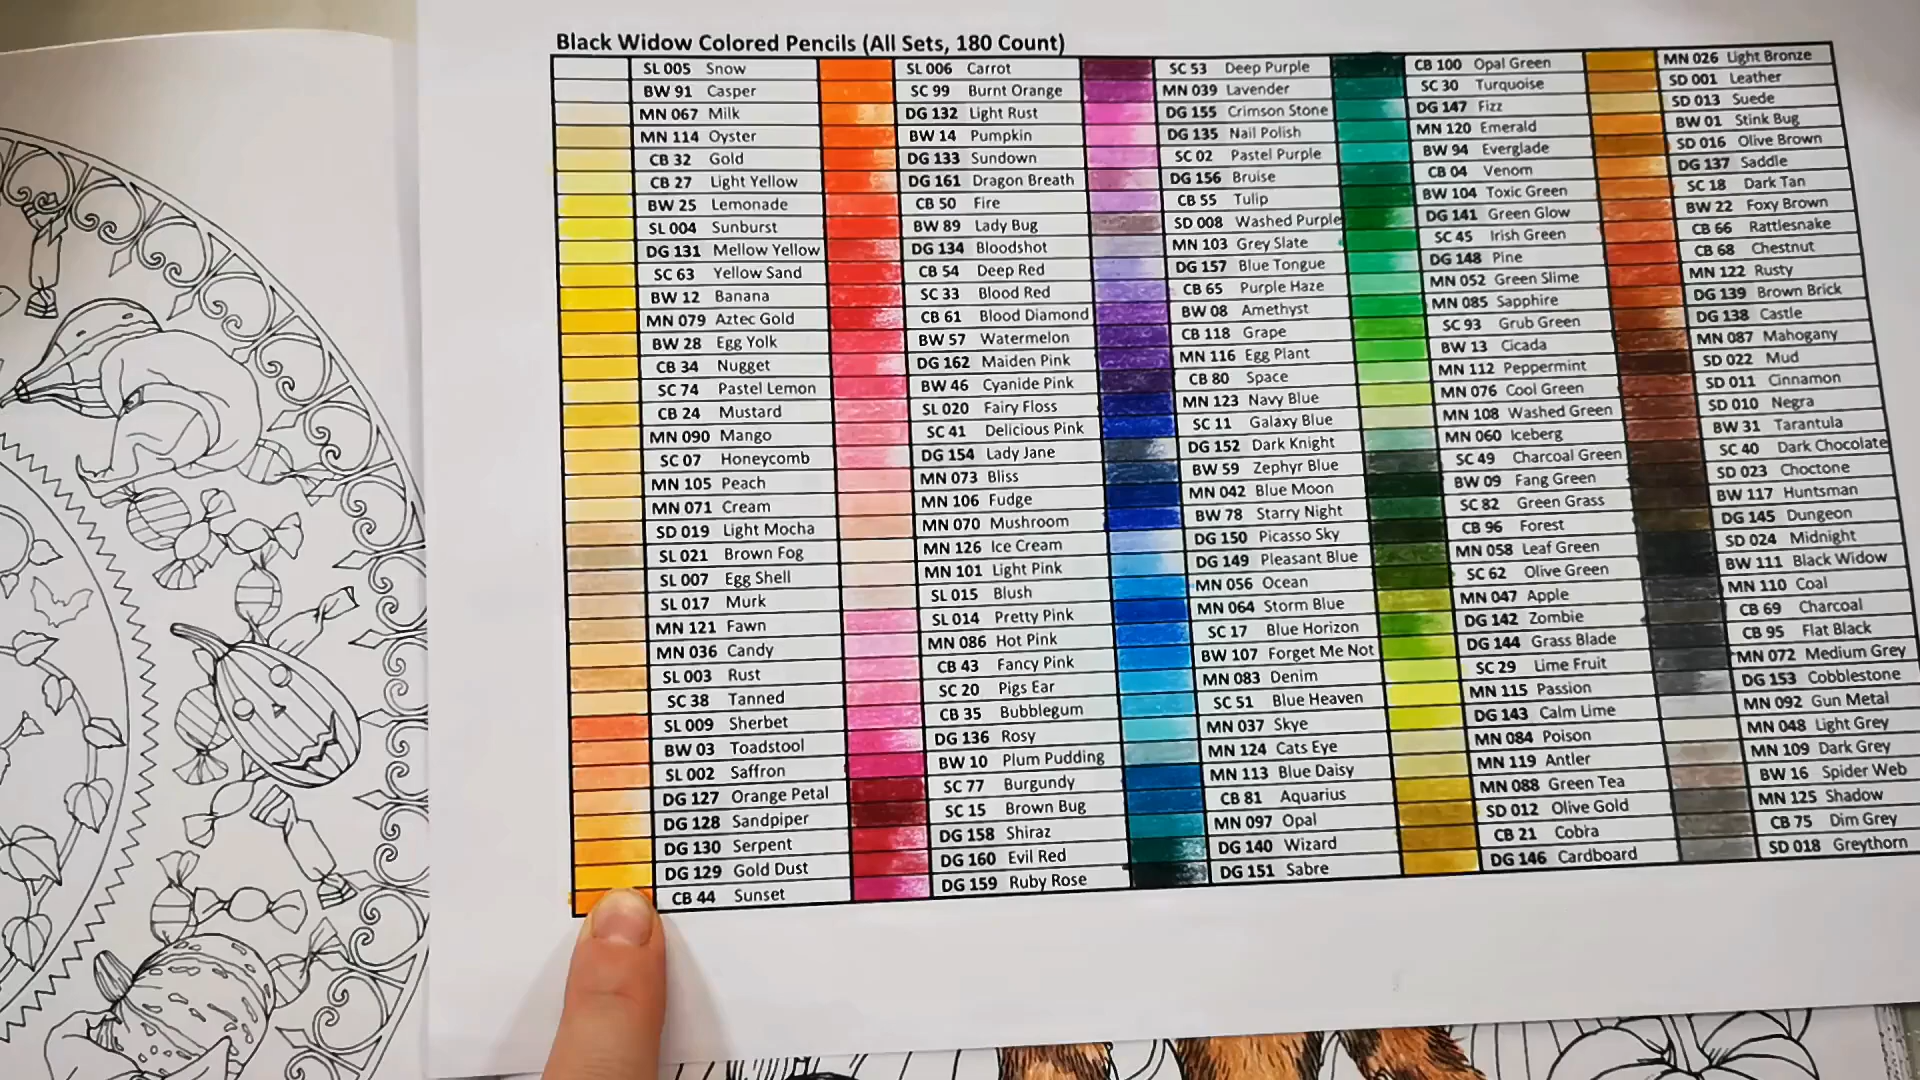 Black Widow Colored Pencils (All Sets, 180 Count)
SL 005 Snow
BW 91 Casper
MN 067 Milk
MN 114 Oyster
CB 32 Gold
CB 27 Light Yellow
BW 25 Lemonade
SL 004 Sunburst
DG 131 Mellow Yellow
SC 63 Yellow Sand
BW 12 Banana
MN 079 Aztec Gold
BW 28 Egg Yolk
CB 34 Nugget
SC 74 Pastel Lemon
CB 24 Mustard
MN 090 Mango
SC 07 Honeycomb
MN 105 Peach
MN 071 Cream
SD 019 Light Mocha
SL 021 Brown Fog
SL 007 Egg Shell
SL 017 Murk
MN 121 Fawn
MN 036 Candy
SL 003 Rust
SC 38 Tanned
SL 009 Sherbet
BW 03 Toadstool
SL 002 Saffron
DG 127 Orange Petal
DG 128 Sandpiper
DG 130 Serpent
DG 129 Gold Dust
CB 44 Sunset
SL 006 Carrot
SC 99 Burnt Orange
DG 132 Light Rust
BW 14 Pumpkin
DG 133 Sundown
DG 161 Dragon Breath
CB 50 Fire
BW 89 Lady Bug
DG 134 Bloodshot
CB 54 Deep Red
SC 33 Blood Red
CB 61 Blood Diamond
BW 57 Watermelon
DG 162 Maiden Pink
BW 46 Cyanide Pink
SL 020 Fairy Floss
SC 41 Delicious Pink
DG 154 Lady Jane
MN 073 Bliss
MN 106 Fudge
MN 070 Mushroom
MN 126 Ice Cream
MN 101 Light Pink
SL 015 Blush
SL 014 Pretty Pink
MN 086 Hot Pink
CB 43 Fancy Pink
SC 20 Pigs Ear
CB 35 Bubblegum
DG 136 Rosy
BW 10 Plum Pudding
SC 77 Burgundy
SC 15 Brown Bug
DG 158 Shiraz
DG 160 Evil Red
DG 159 Ruby Rose
SC 53 Deep Purple
MN 039 Lavender
DG 155 Crimson Stone
DG 135 Nail Polish
SC 02 Pastel Purple
DG 156 Bruise
CB 55 Tulip
SD 008 Washed Purple
MN 103 Grey Slate
DG 157 Blue Tongue
CB 65 Purple Haze
BW 08 Amethyst
CB 118 Grape
MN 116 Egg Plant
CB 80 Space
MN 123 Navy Blue
SC 11 Galaxy Blue
DG 152 Dark Knight
BW 59 Zephyr Blue
MN 042 Blue Moon
BW 78 Starry Night
DG 150 Picasso Sky
DG 149 Pleasant Blue
MN 056 Ocean
MN 064 Storm Blue
SC 17 Blue Horizon
BW 107 Forget Me Not
MN 083 Denim
SC 51 Blue Heaven
MN 037 Skye
MN 124 Cats Eye
MN 113 Blue Daisy
CB 81 Aquarius
MN 097 Opal
DG 140 Wizard
DG 151 Sabre
CB 100 Opal Green
SC 30 Turquoise
DG 147 Fizz
MN 120 Emerald
BW 94 Everglade
CB 04 Venom
BW 104 Toxic Green
DG 141 Green Glow
SC 45 Irish Green
DG 148 Pine
MN 052 Green Slime
MN 085 Sapphire
SC 93 Grub Green
BW 13 Cicada
MN 112 Peppermint
MN 076 Cool Green
MN 108 Washed Green
MN 060 Iceberg
SC 49 Charcoal Green
BW 09 Fang Green
SC 82 Green Grass
CB 96 Forest
MN 058 Leaf Green
SC 62 Olive Green
MN 047 Apple
DG 142 Zombie
DG 144 Grass Blade
SC 29 Lime Fruit
MN 115 Passion
DG 143 Calm Lime
MN 084 Poison
MN 119 Antler
MN 088 Green Tea
SD 012 Olive Gold
CB 21 Cobra
DG 146 Cardboard
MN 026 Light Bronze
SD 001 Leather
SD 013 Suede
BW 01 Stink Bug
SD 016 Olive Brown
DG 137 Saddle
SC 18 Dark Tan
BW 22 Foxy Brown
CB 66 Rattlesnake
CB 68 Chestnut
MN 122 Rusty
DG 139 Brown Brick
DG 138 Castle
MN 087 Mahogany
SD 022 Mud
SD 011 Cinnamon
SD 010 Negra
BW 31 Tarantula
SC 40 Dark Chocolate
SD 023 Choctone
BW 117 Huntsman
DG 145 Dungeon
SD 024 Midnight
BW 111 Black Widow
MN 110 Coal
CB 69 Charcoal
CB 95 Flat Black
MN 072 Medium Grey
DG 153 Cobblestone
MN 092 Gun Metal
MN 048 Light Grey
MN 109 Dark Grey
BW 16 Spider Web
MN 125 Shadow
CB 75 Dim Grey
SD 018 Greythorn